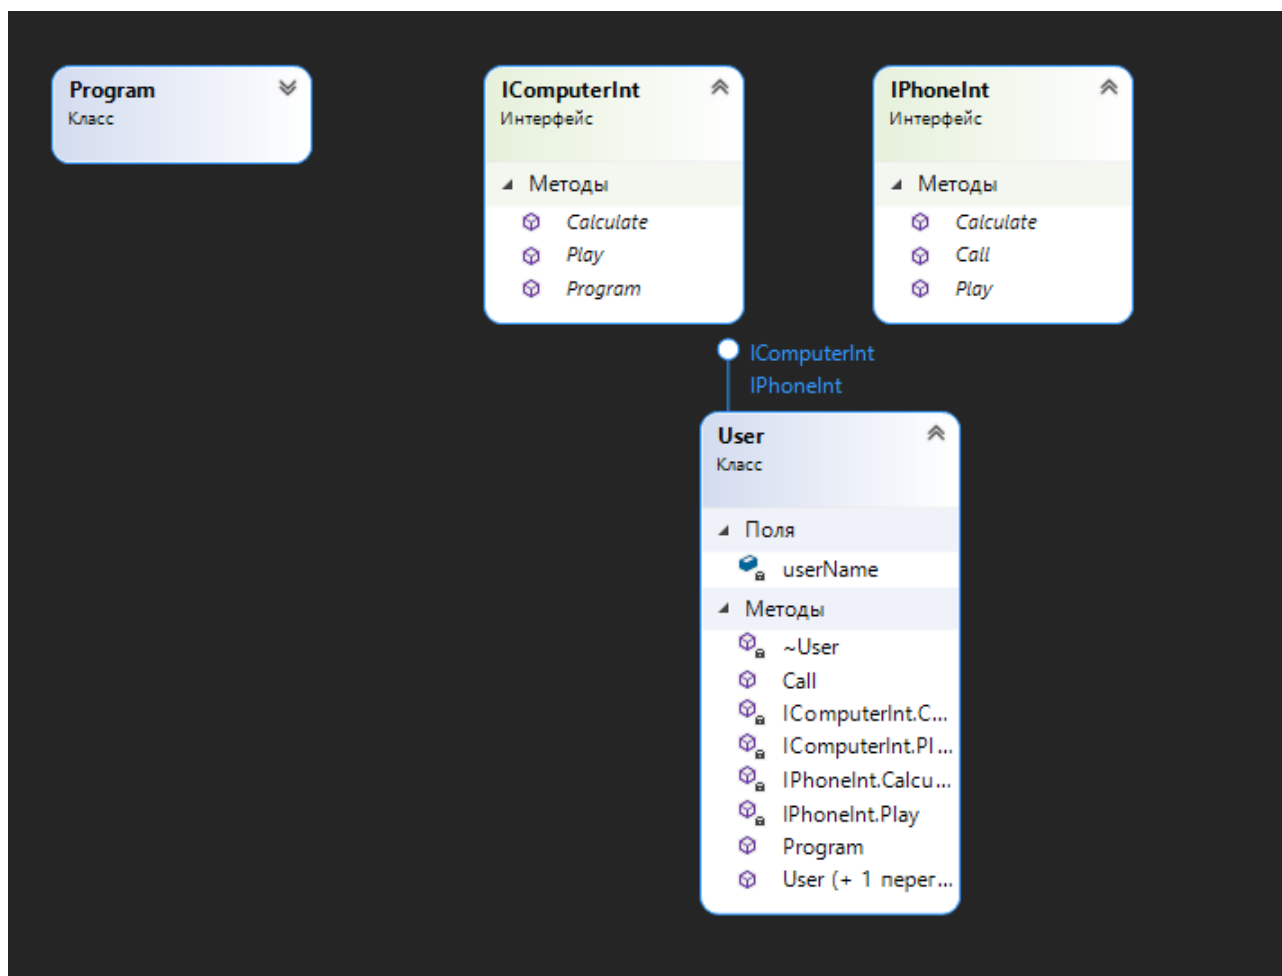 Program
Класс
IComputerInt
Интерфейс
Методы
Calculate
Play
Program
IPhoneInt
Интерфейс
Методы
Calculate
Call
Play
IComputerInt
IPhoneInt
User
Класс
Поля
userName
Методы
~User
Call
IComputerInt.C...
IComputerInt.Pl...
IPhoneInt.Calcu...
IPhoneInt.Play
Program
User (+ 1 перег...